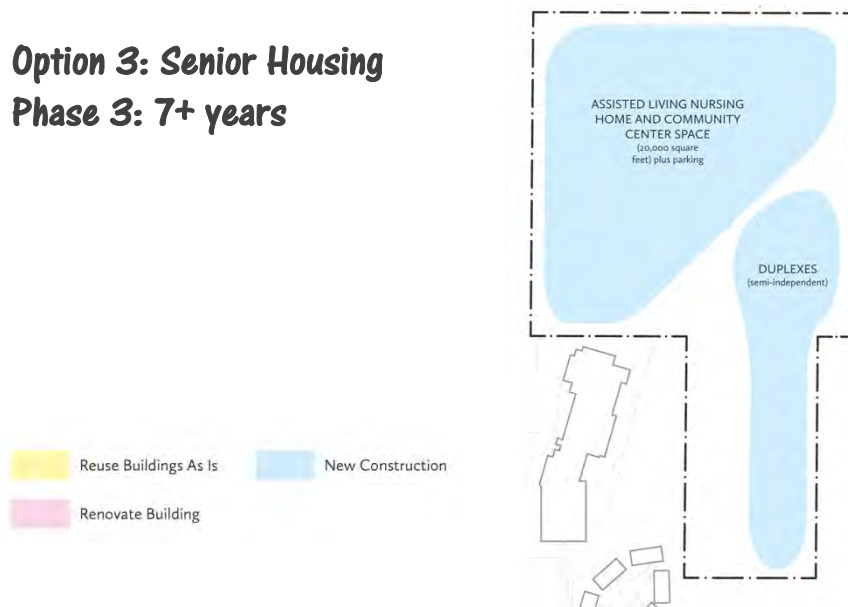 Option 3: Senior Housing
Phase 3: 7+ years
ASSISTED LIVING NURSING
HOME AND COMMUNITY
CENTER SPACE
(20,000 square
feet) plus parking
DUPLEXES
(semi-independent)
Reuse Buildings As Is
New Construction
Renovate Building